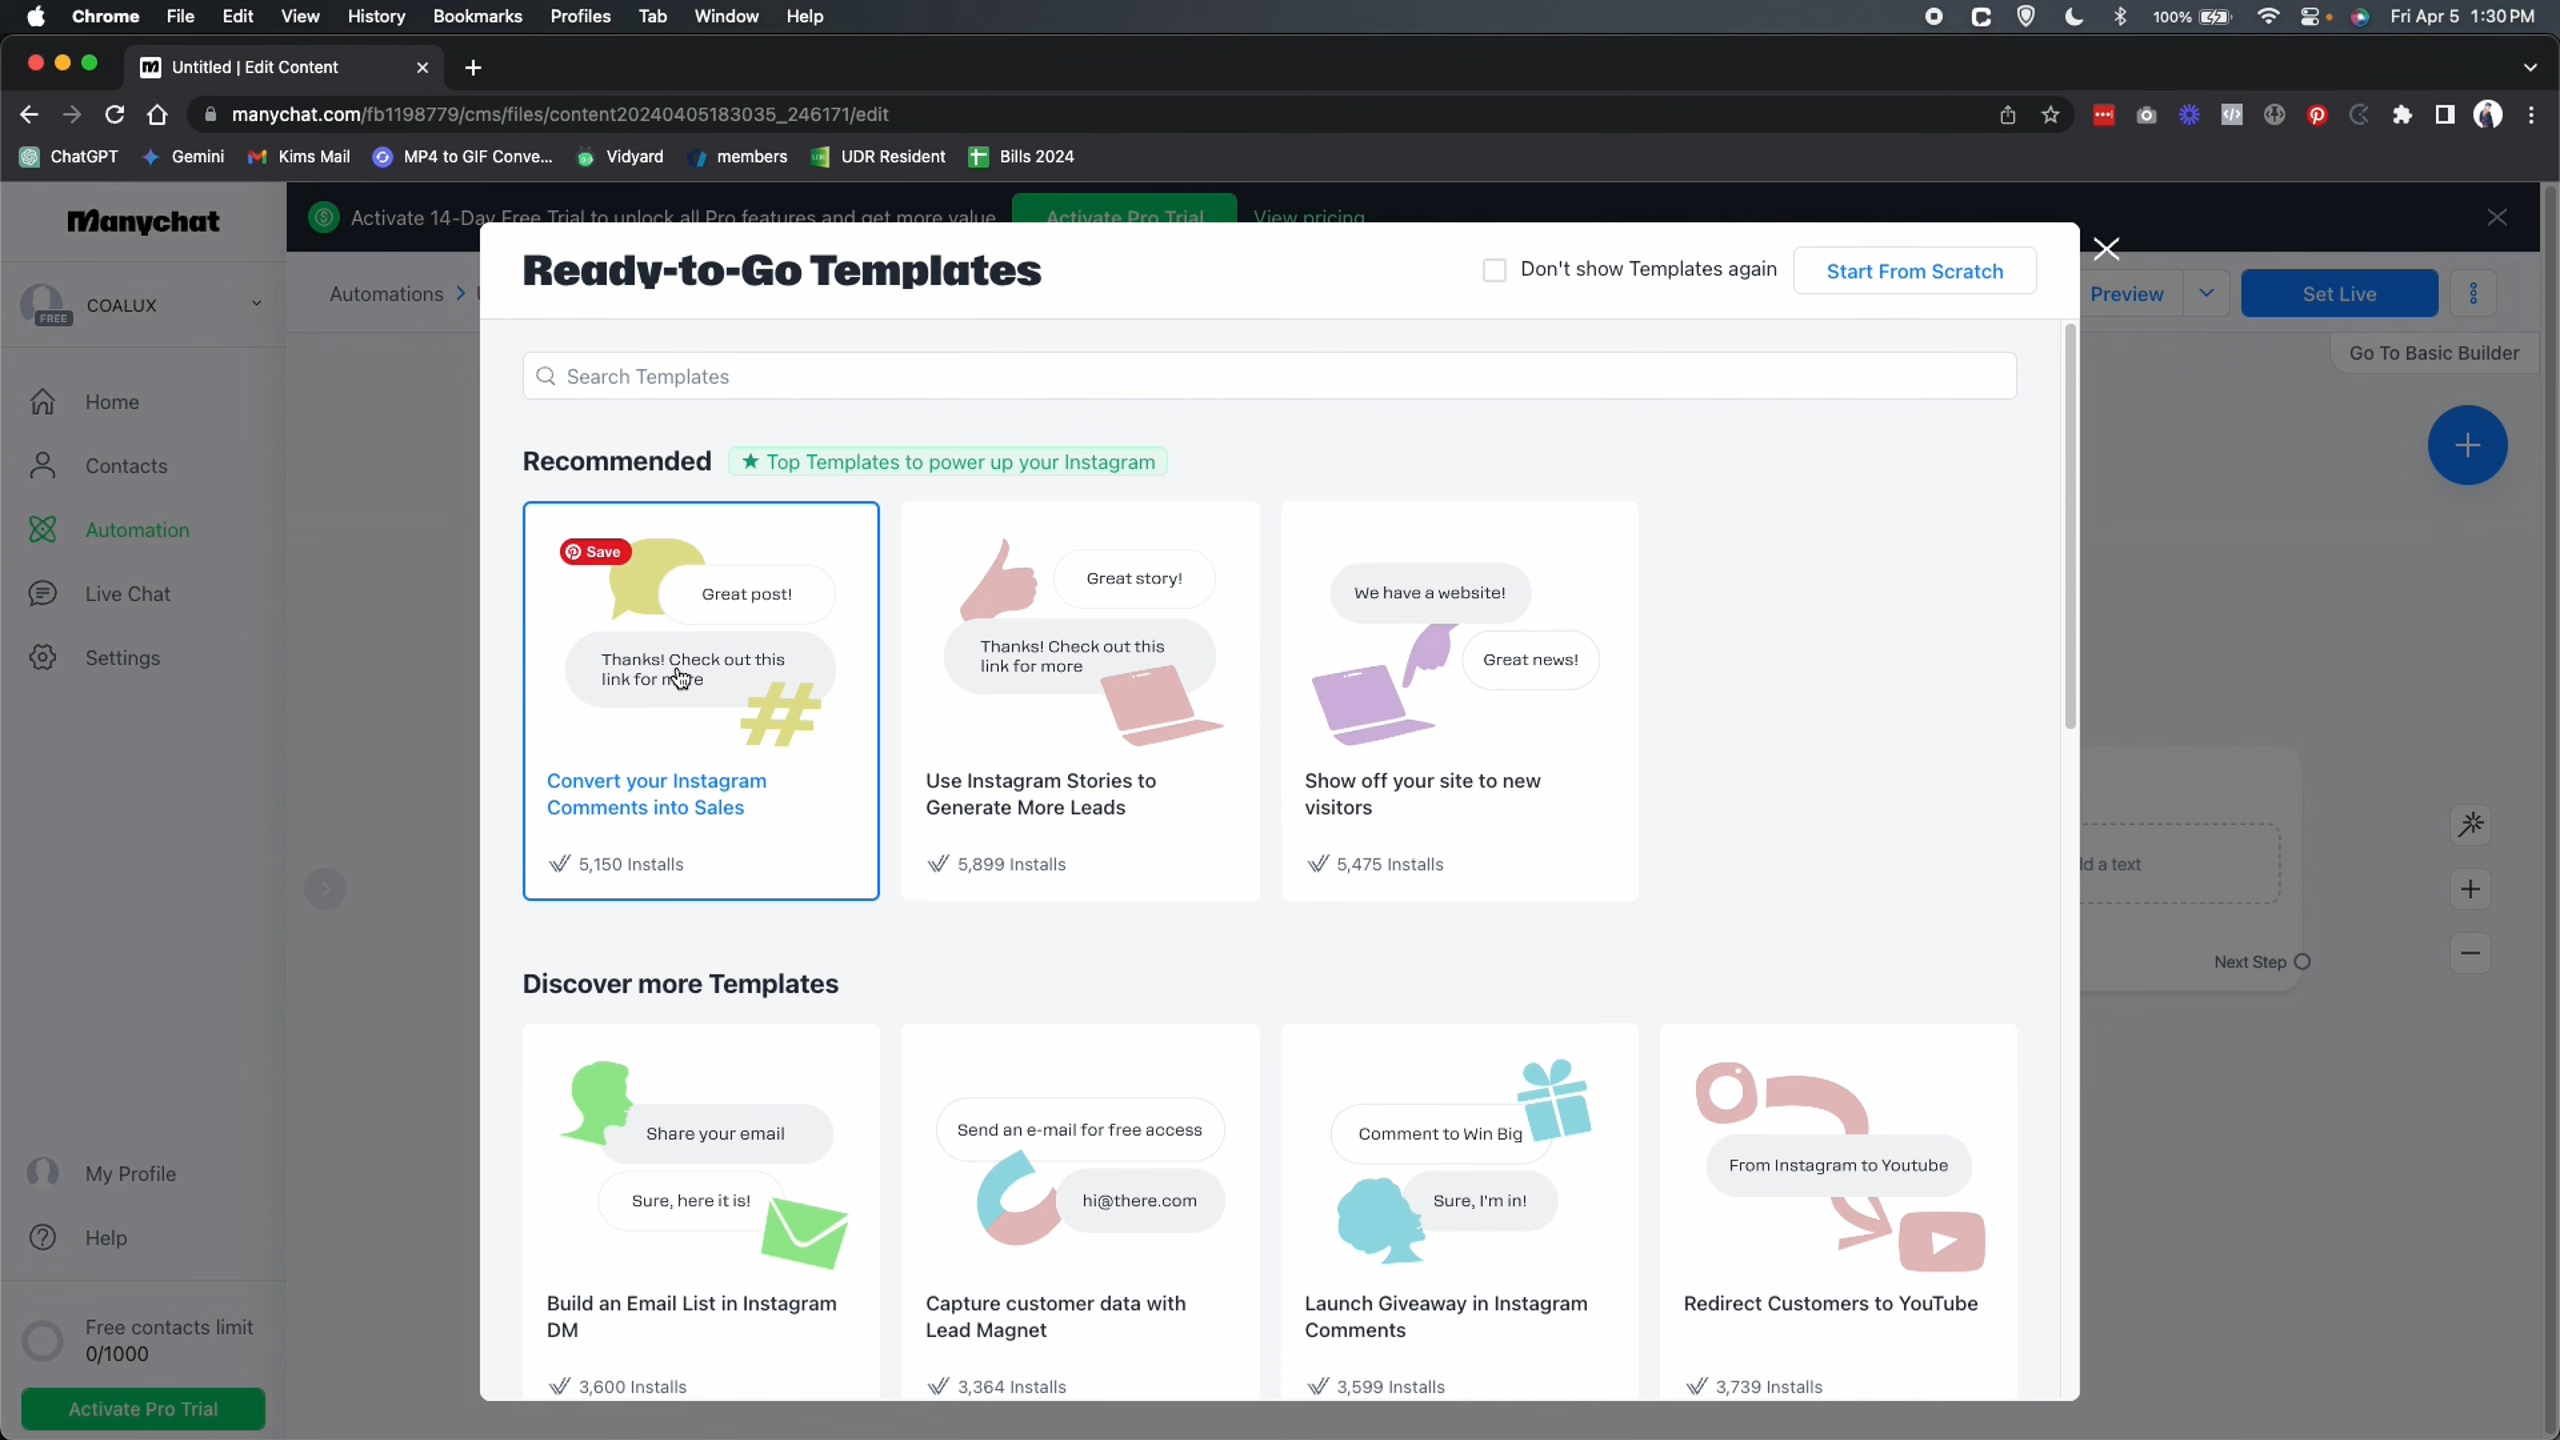 Chrome File Edit View History Bookmarks Profiles Tab Window Help 100% Fri Apr 5 1:30 PM
Untitled | Edit Content
manychat.com/fb1198779/cms/files/content20240405183035_246171/edit
ChatGPT Gemini Kims Mail MP4 to GIF Conve... Vidyard members UDR Resident Bills 2024
Manychat
Activate 14-Day Free Trial to unlock all Pro features and get more value Activate Pro Trial View pricing
COALUX
FREE
Automations >
Preview
Set Live
Go To Basic Builder
Home
Contacts
Automation
Live Chat
Settings
My Profile
Help
Free contacts limit
0/1000
Activate Pro Trial
Ready-to-Go Templates
Don't show Templates again
Start From Scratch
Search Templates
Recommended
★ Top Templates to power up your Instagram
Save
Great post!
Thanks! Check out this
link for more
Convert your Instagram
Comments into Sales
5,150 Installs
Great story!
Thanks! Check out this
link for more
Use Instagram Stories to
Generate More Leads
5,899 Installs
We have a website!
Great news!
Show off your site to new
visitors
5,475 Installs
Discover more Templates
Share your email
Sure, here it is!
Build an Email List in Instagram
DM
3,600 Installs
Send an e-mail for free access
hi@there.com
Capture customer data with
Lead Magnet
3,364 Installs
Comment to Win Big
Sure, I'm in!
Launch Giveaway in Instagram
Comments
3,599 Installs
From Instagram to Youtube
Redirect Customers to YouTube
3,739 Installs
a text
Next Step